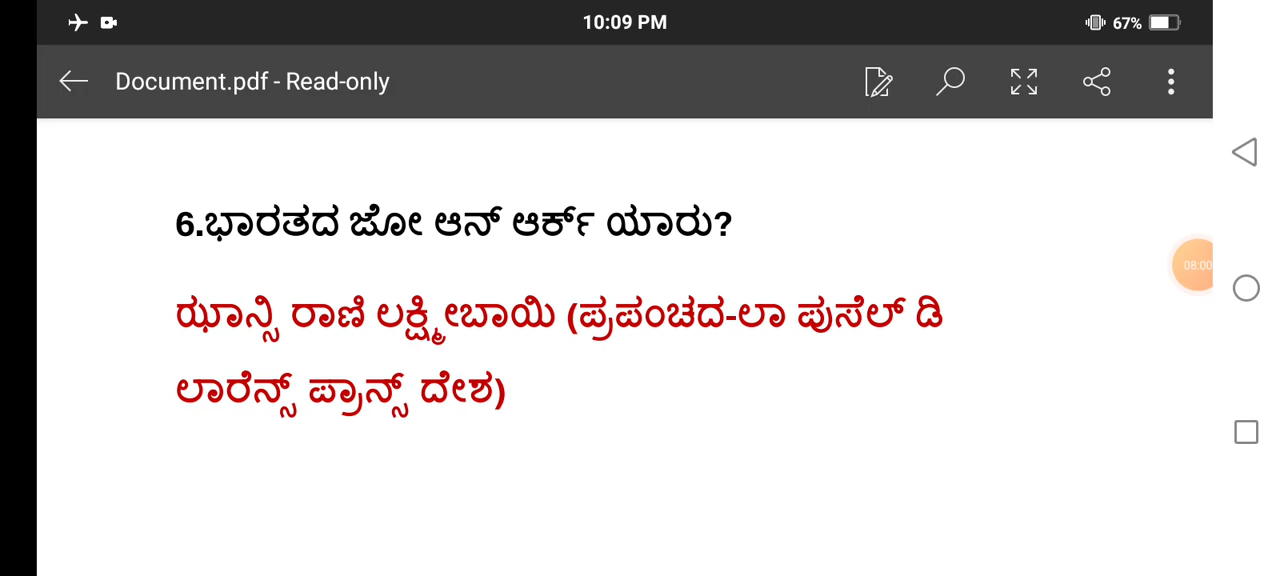 10:09 PM
67%
Document.pdf - Read-only
6.ಭಾರತದ ಜೋ ಆನ್ ಆರ್ಕ್ ಯಾರು?
08:00
ಝಾನ್ಸಿ ರಾಣಿ ಲಕ್ಷ್ಮೀಬಾಯಿ (ಪ್ರಪಂಚದ-ಲಾ ಪುಸೆಲ್ ಡಿ
ಲಾರೆನ್ಸ್ ಪ್ರಾನ್ಸ್ ದೇಶ)